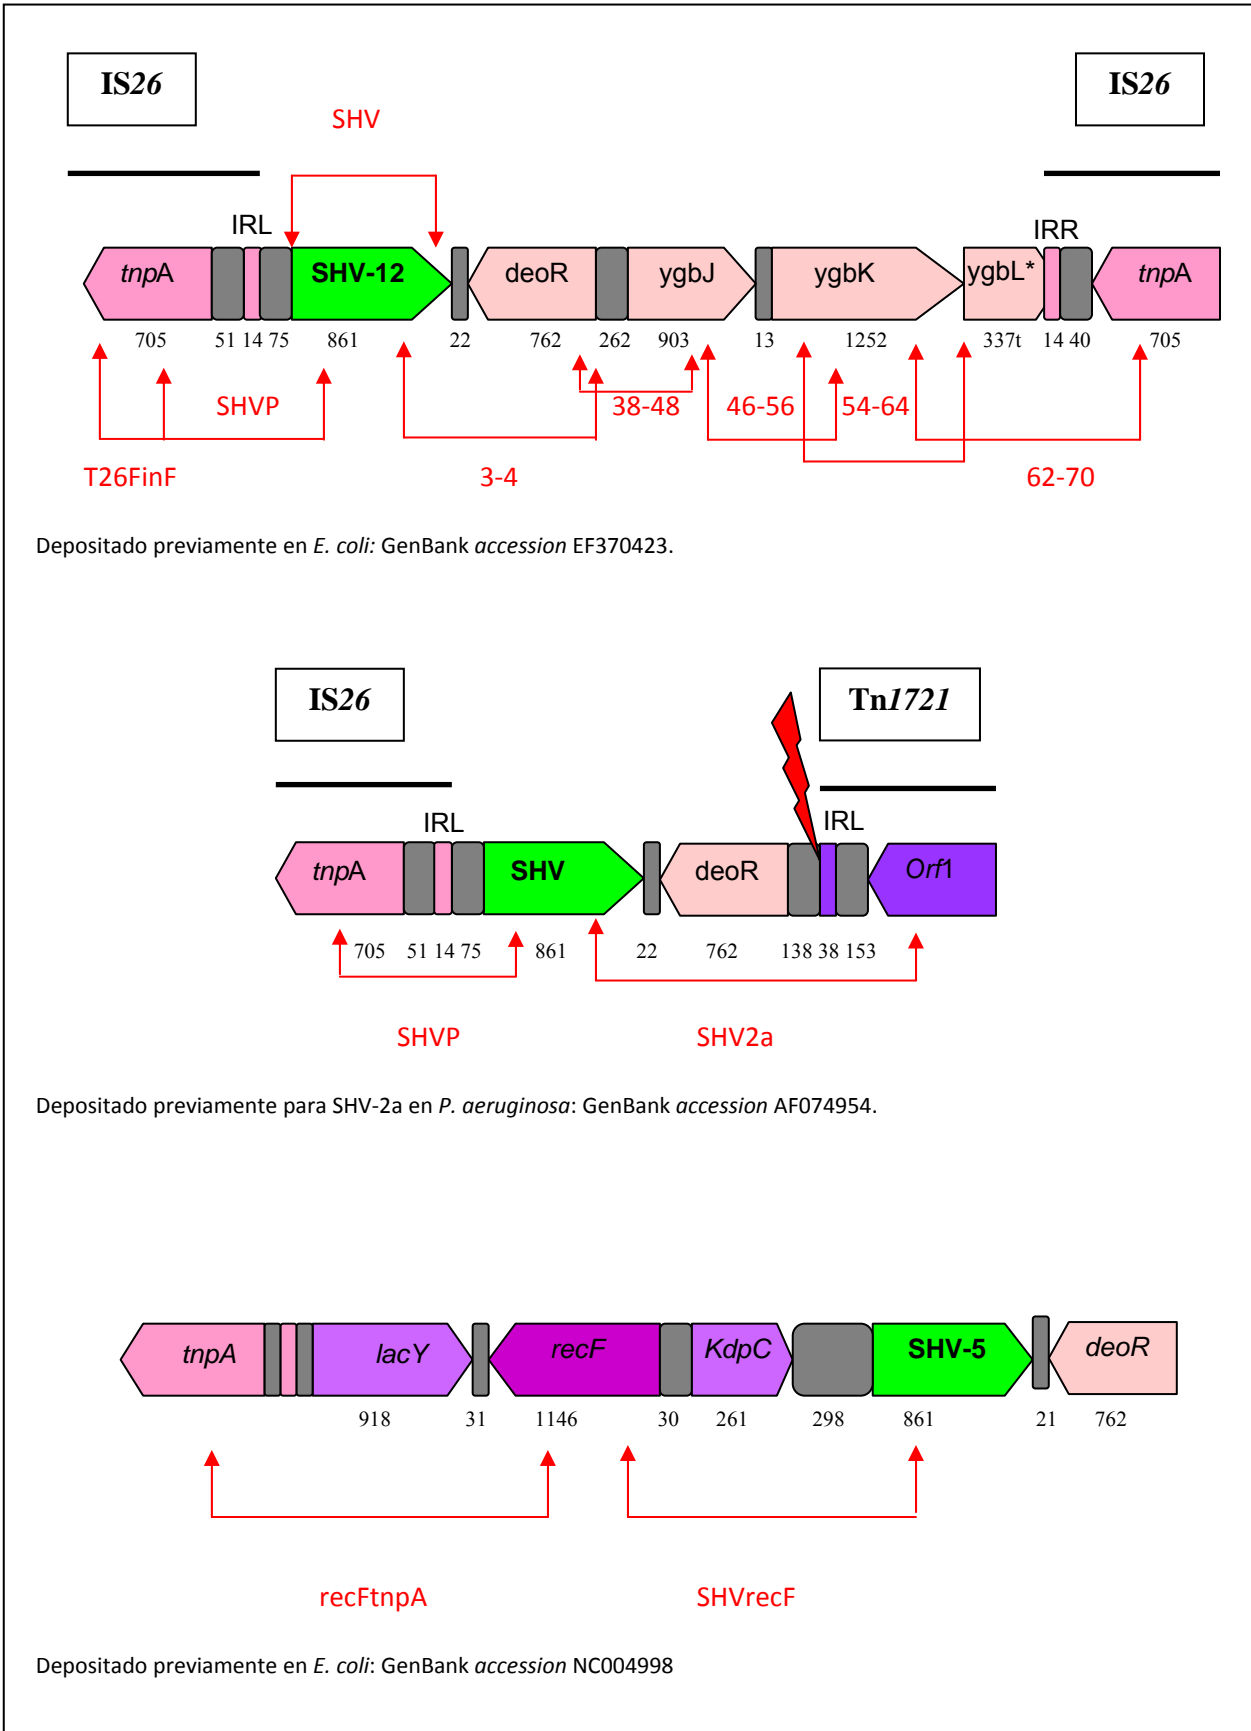 IS26 IS26
SHV
IRL IRR
tnpA SHV-12 deoR ygbJ ygbK ygbL* tnpA
705 51 14 75 861 22 762 262 903 13 1252 337t 14 40 705
SHVP 38-48 46-56 54-64
T26FinF 3-4 62-70
Depositado previamente en E. coli: GenBank accession EF370423.
IS26 Tn1721
IRL IRL
tnpA SHV deoR Orf1
705 51 14 75 861 22 762 138 38 153
SHVP SHV2a
Depositado previamente para SHV-2a en P. aeruginosa: GenBank accession AF074954.
tnpA lacY recF KdpC SHV-5 deoR
918 31 1146 30 261 298 861 21 762
recFtnpA SHVrecF
Depositado previamente en E. coli: GenBank accession NC004998